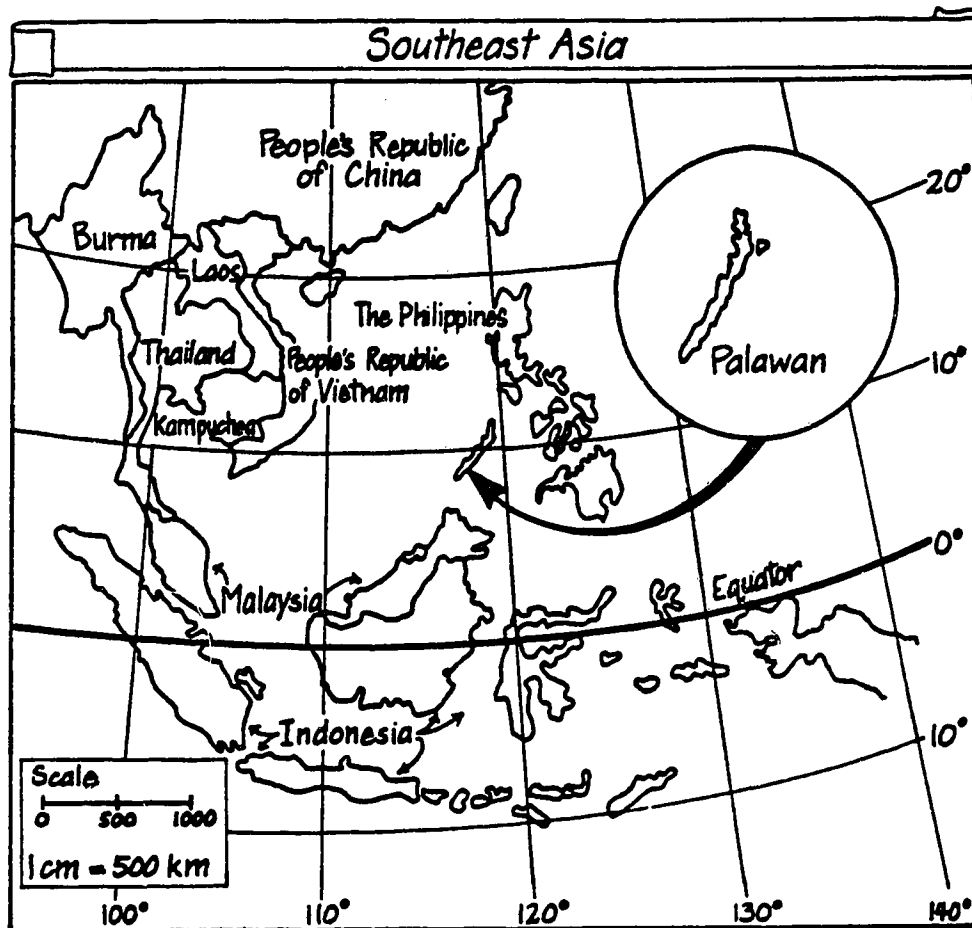 Southeast Asia
People's Republic
of China
20°
Burma
Laos
The Philippines
Thailand
People's Republic
of Vietnam
Palawan
10°
Kampuchea
0°
Malaysia
Equator
Indonesia
10°
Scale
0 500 1000
1 cm = 500 km
100° 110° 120° 130° 140°